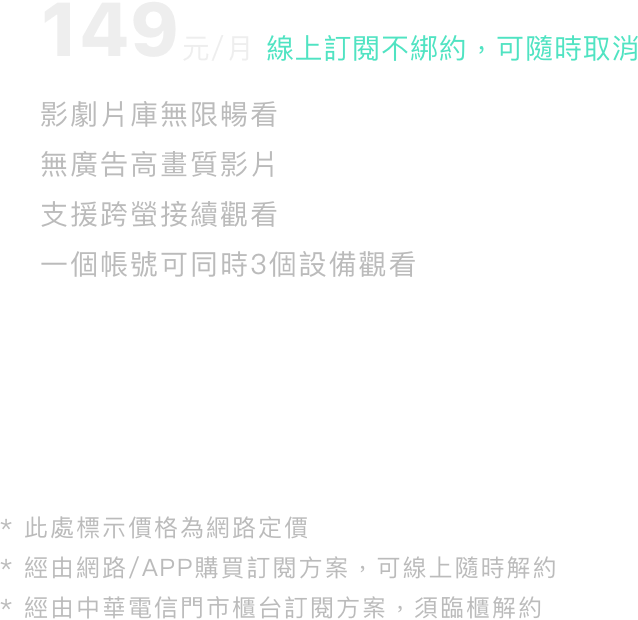 149元/月 線上訂閱不綁約，可隨時取消
影劇片庫無限暢看
無廣告高畫質影片
支援跨螢接續觀看
一個帳號可同時3個設備觀看
* 此處標示價格為網路定價
* 經由網路/APP購買訂閱方案，可線上隨時解約
* 經由中華電信門市櫃台訂閱方案，須臨櫃解約